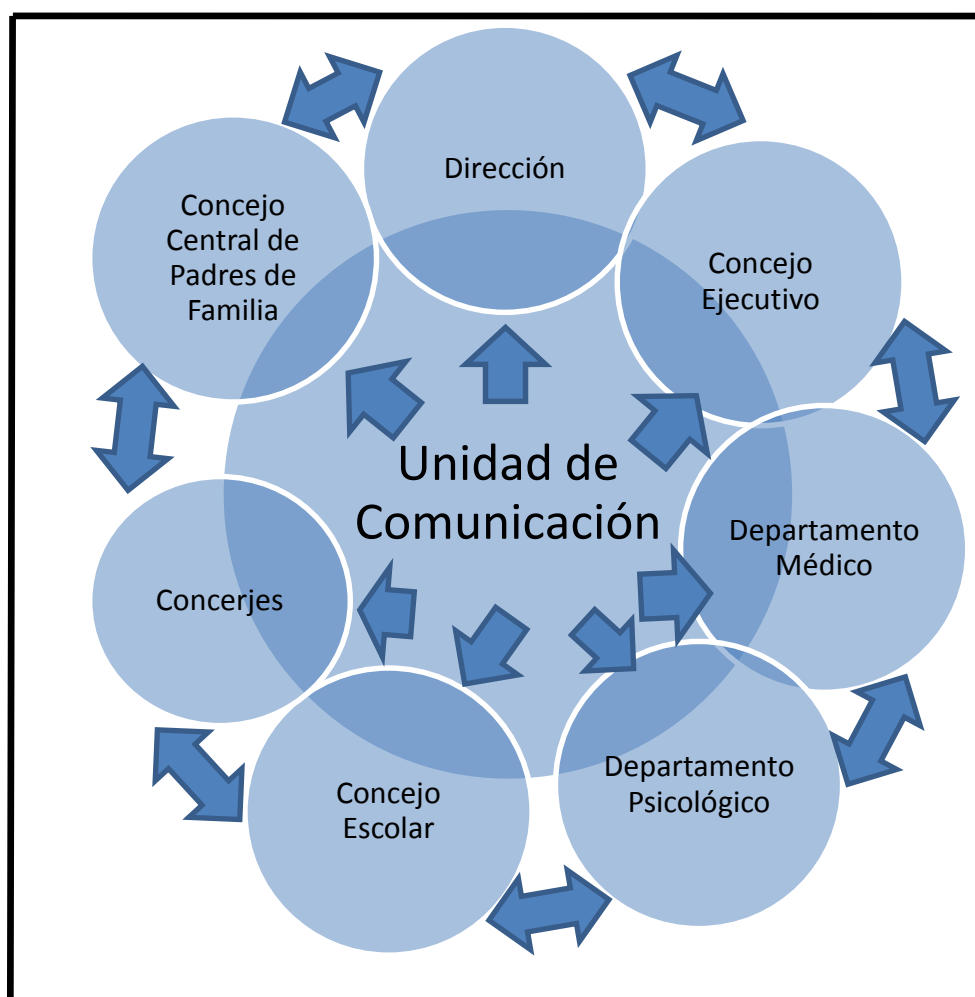 Dirección
Concejo
Ejecutivo
Departamento
Médico
Departamento
Psicológico
Concejo
Escolar
Concerjes
Concejo
Central de
Padres de
Familia
Unidad de
Comunicación